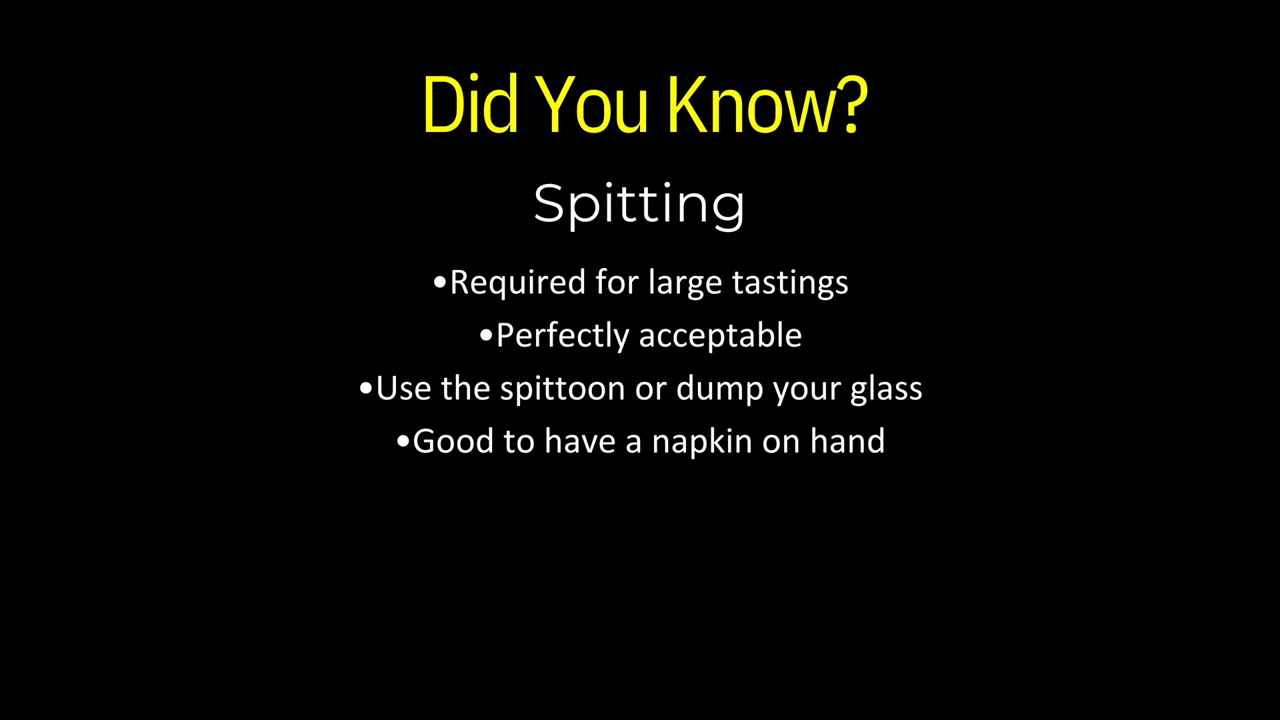 Did You Know?
Spitting
•Required for large tastings
•Perfectly acceptable
•Use the spittoon or dump your glass
•Good to have a napkin on hand